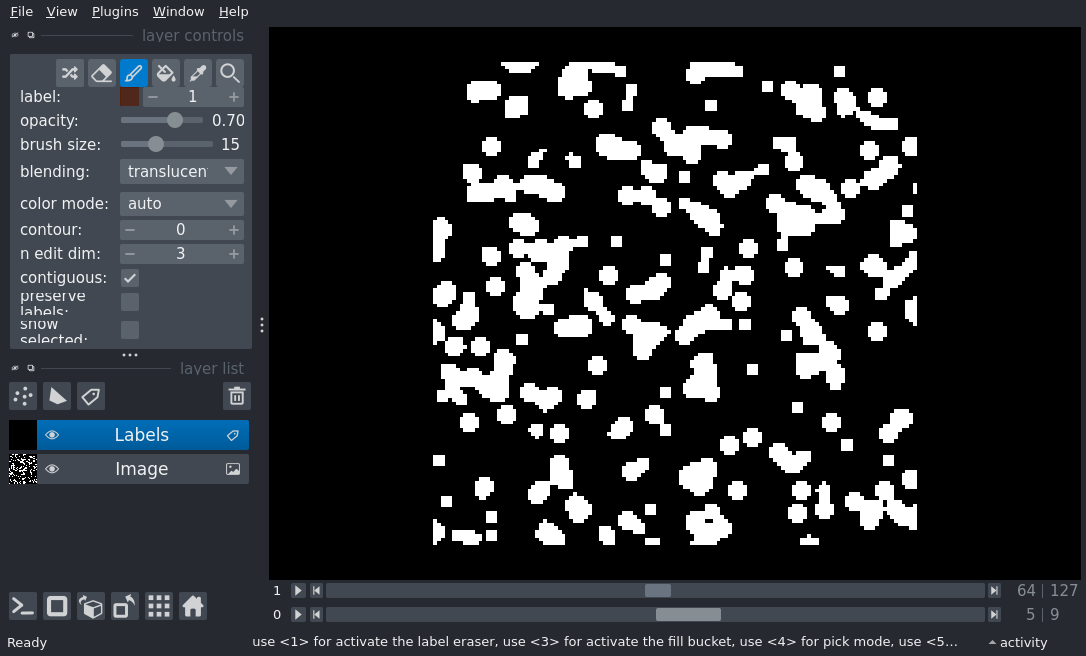 File View Plugins Window Help
layer controls
label: 1
opacity: 0.70
brush size: 15
blending: translucen
color mode: auto
contour: 0
n edit dim: 3
contiguous:
preserve
labels:
show
selected:
layer list
Labels
Image
1 64 127
0 5 9
Ready use <1> for activate the label eraser, use <3> for activate the fill bucket, use <4> for pick mode, use <5... activity